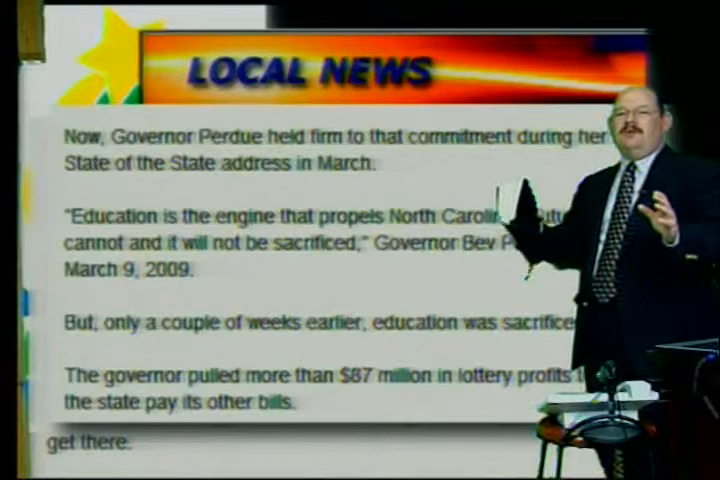 LOCAL NEWS
Now, Governor Perdue held firm to that commitment during her
State of the State address in March.
"Education is the engine that propels North
cannot and it will not be sacrificed," Governor Bev
March 9, 2009.
But, only a couple of weeks earlier, education was
The governor pulled more than $87 million in lottery profits
the state pay its other bills.
get there.